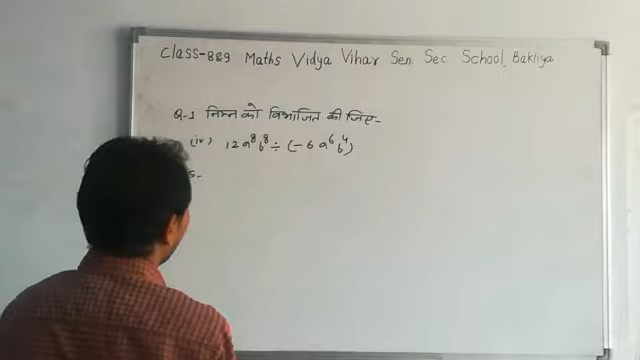 Class-8&9 Maths Vidya Vihar Sen. Sec School, Bakliya
Q.-1 निम्न को विभाजित की जिए-
(iv) 12a⁸b⁸ ÷ (-6a⁶b⁴)